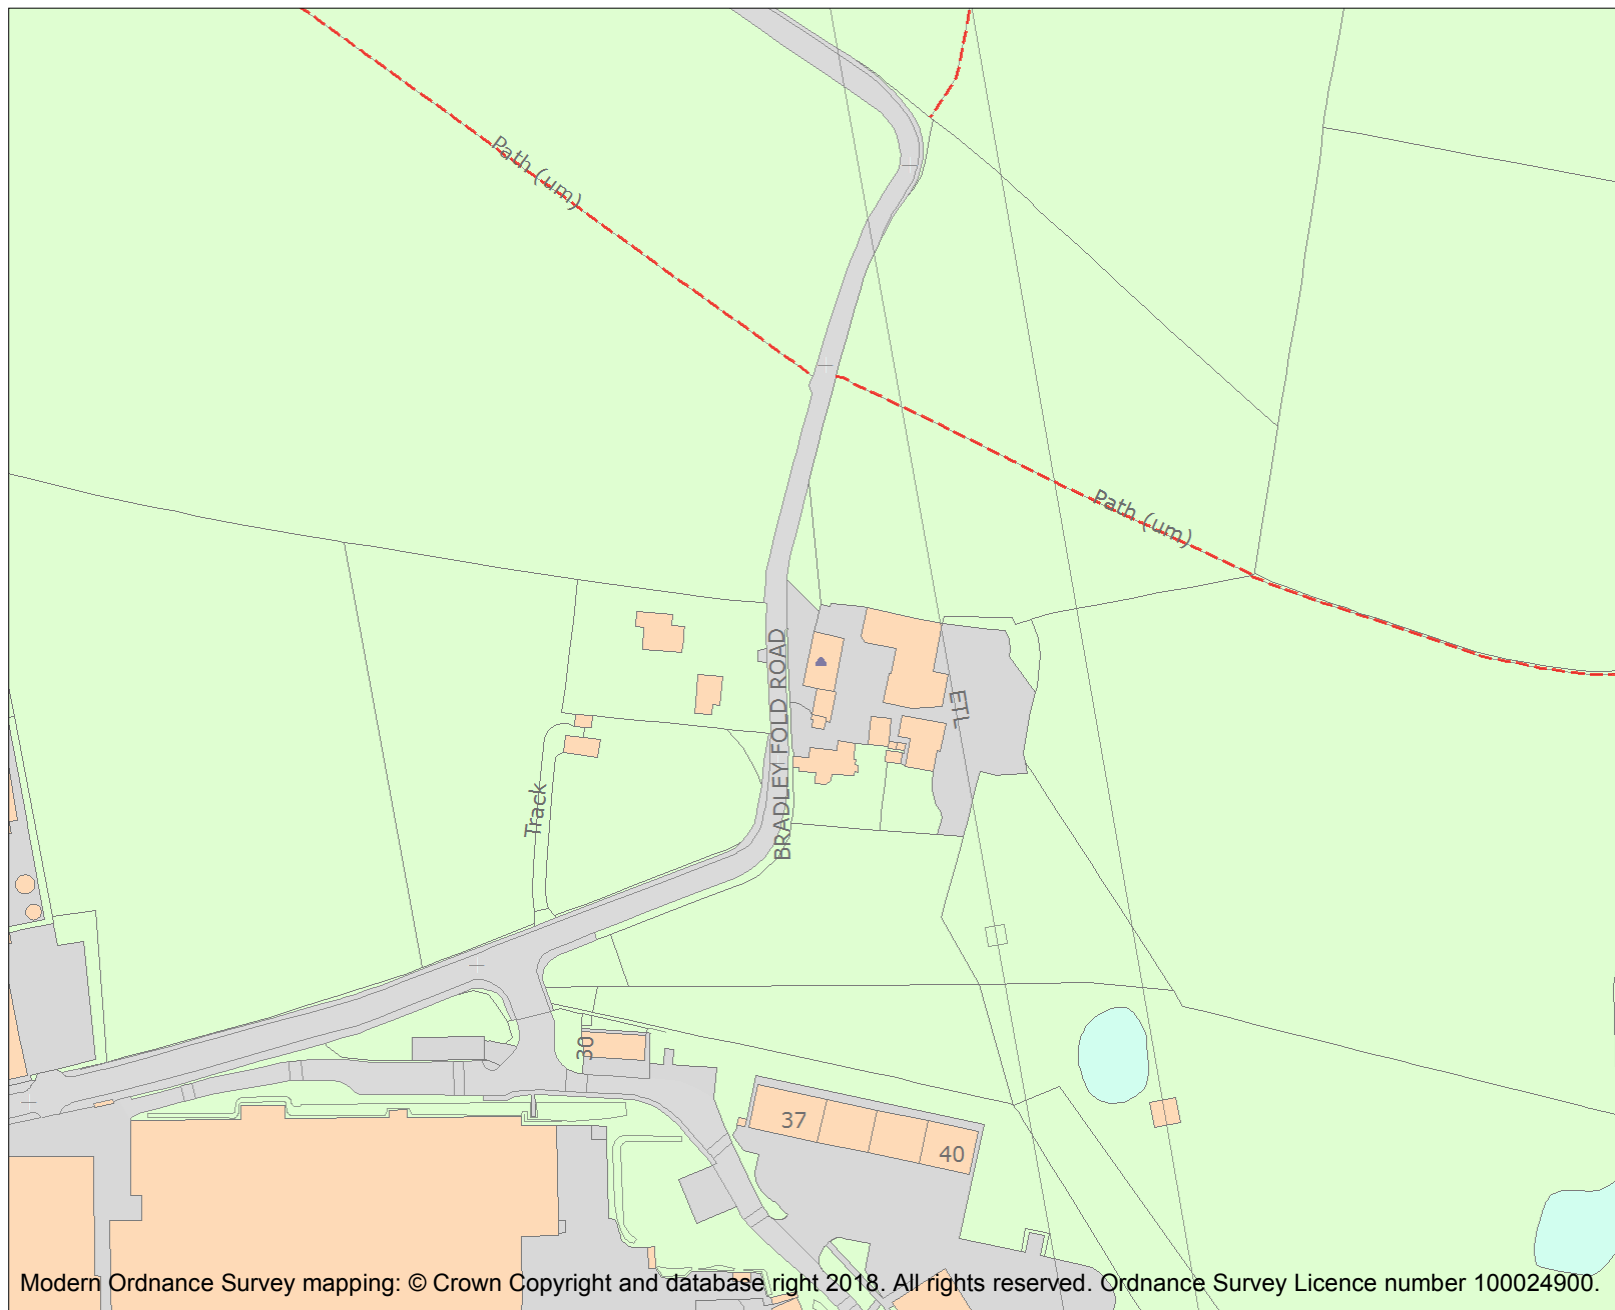 Path (um)
Path (um)
BRADLEY FOLD ROAD
ETL
Track
30
37
40
Modern Ordnance Survey mapping: © Crown Copyright and database right 2018. All rights reserved. Ordnance Survey Licence number 100024900.